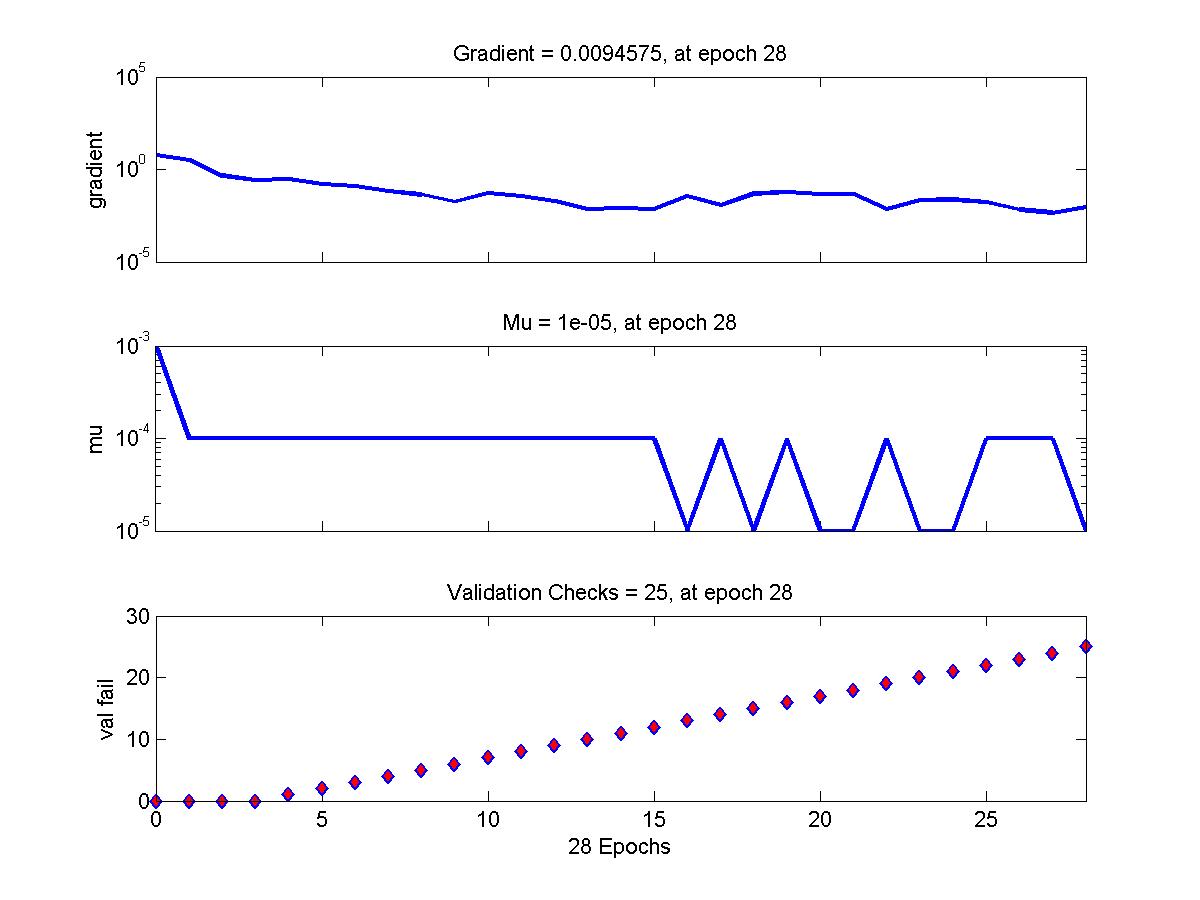 Gradient = 0.0094575, at epoch 28
10^5
10^0
10^-5
gradient
Mu = 1e-05, at epoch 28
10^-3
10^-4
10^-5
mu
Validation Checks = 25, at epoch 28
30
20
10
0
val fail
0 5 10 15 20 25
28 Epochs